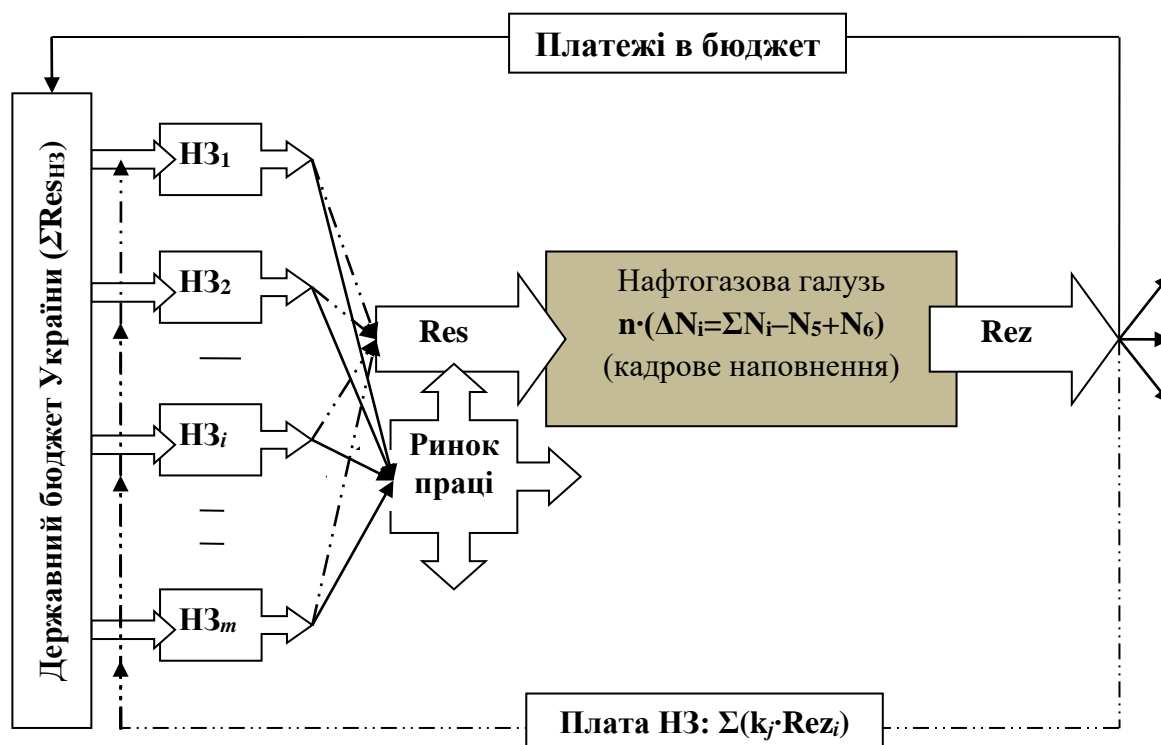 Платежі в бюджет
Державний бюджет України (ΣResНЗ)
НЗ1
НЗ2
НЗi
НЗm
Res
Ринок
праці
Нафтогазова галузь
n·(ΔNi=ΣNi–N5+N6)
(кадрове наповнення)
Rez
Плата НЗ: Σ(kj·Rezi)